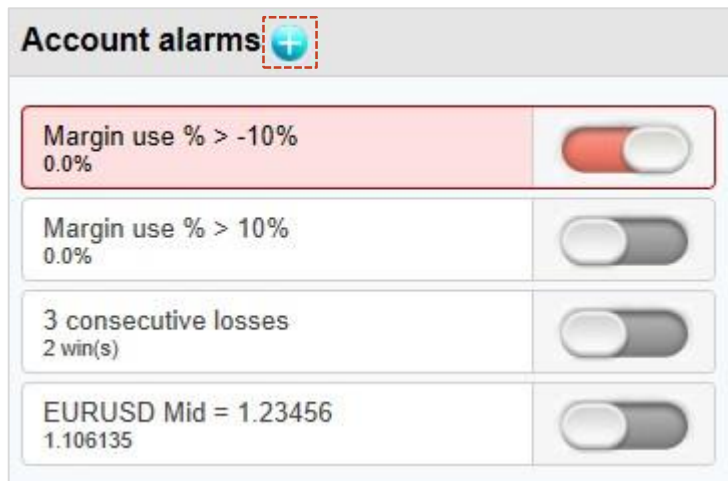 Account alarms
Margin use % > -10%
0.0%
Margin use % > 10%
0.0%
3 consecutive losses
2 win(s)
EURUSD Mid = 1.23456
1.106135